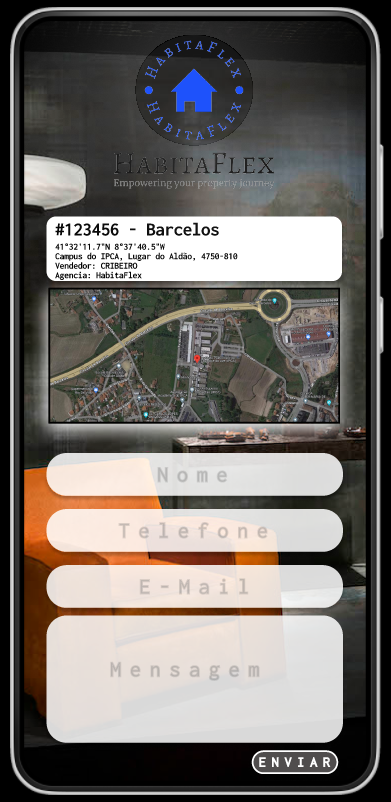 HABITAFLEX
HABITAFLEX
HABITAFLEX
Empowering your property journey
#123456 - Barcelos
41°32'11.7"N 8°37'40.5"W
Campus do IPCA, Lugar do Aldão, 4750-810
Vendedor: CRIBEIRO
Agencia: HabitaFlex
Nome
Telefone
E-Mail
Mensagem
ENVIAR